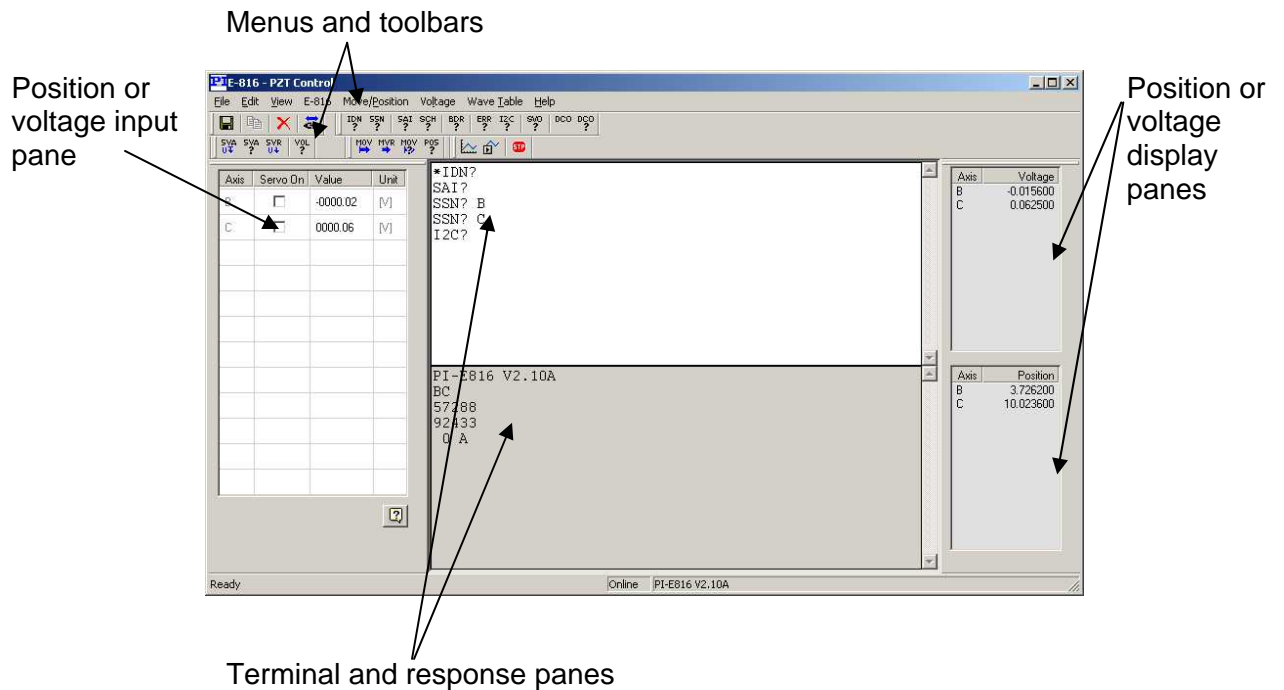 Menus and toolbars
Position or
voltage input
pane
Position or
voltage
display
panes
PI E-816 - PZT Control
File Edit View E-816 Move/Position Voltage Wave Table Help
IDN ? SSN ? SAI ? SCH ? BDR ? ERR ? I2C ? SVO ? DCO DCO ?
SVA SVA ? SVR VOL ? MOV MVR MOV POS ? STP
Axis Servo On Value Unit
B -0000.02 [V]
C 0000.06 [V]
*IDN?
SAI?
SSN? B
SSN? C
I2C?
PI-E816 V2.10A
BC
57288
92433
0 A
Axis Voltage
B -0.015600
C 0.062500
Axis Position
B 3.726200
C 10.023600
Ready Online PI-E816 V2.10A
Terminal and response panes